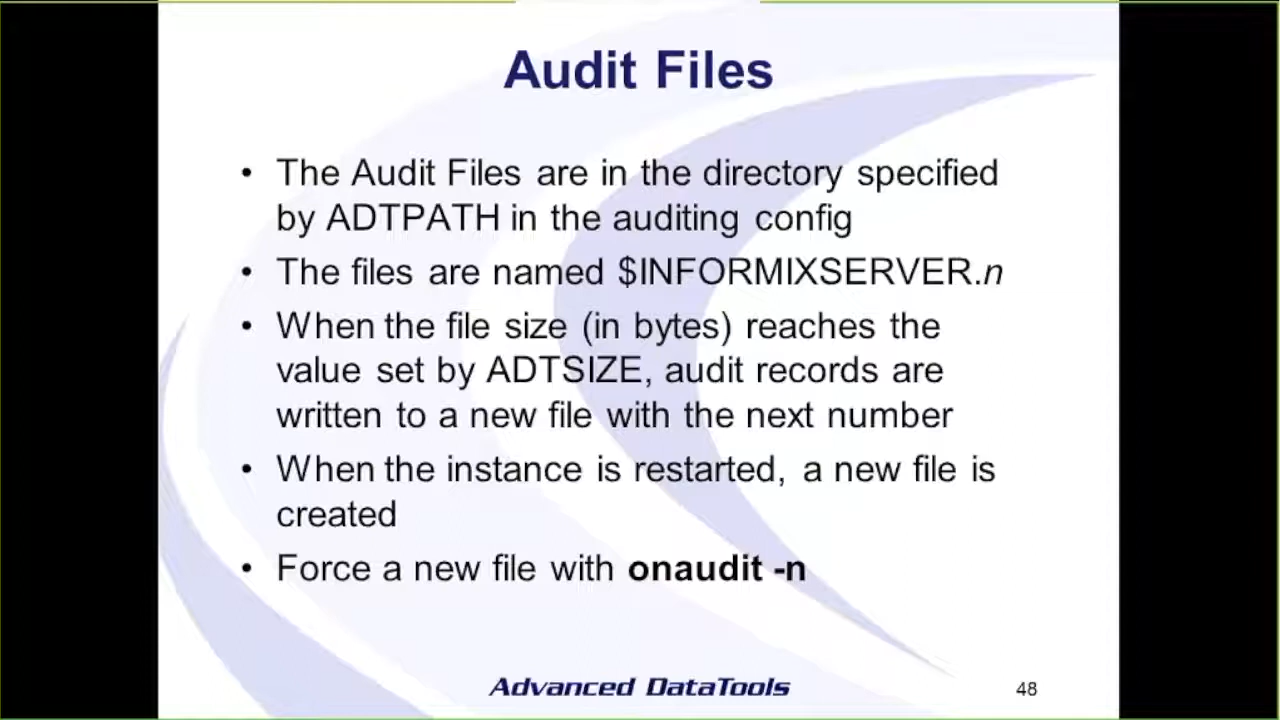 Audit Files
• The Audit Files are in the directory specified
by ADTPATH in the auditing config
• The files are named $INFORMIXSERVER.n
• When the file size (in bytes) reaches the
value set by ADTSIZE, audit records are
written to a new file with the next number
• When the instance is restarted, a new file is
created
• Force a new file with onaudit -n
Advanced DataTools
48